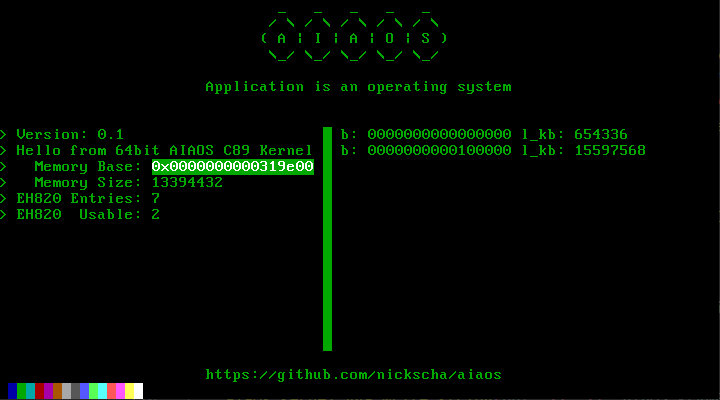 ( A | I | A | O | S )
Application is an operating system
> Version: 0.1
> Hello from 64bit AIAOS C89 Kernel
>   Memory Base: 0x0000000000319e00
>   Memory Size: 13394432
> EH820 Entries: 7
> EH820  Usable: 2
b: 0000000000000000 l_kb: 654336
b: 0000000000100000 l_kb: 15597568
https://github.com/nickscha/aiaos